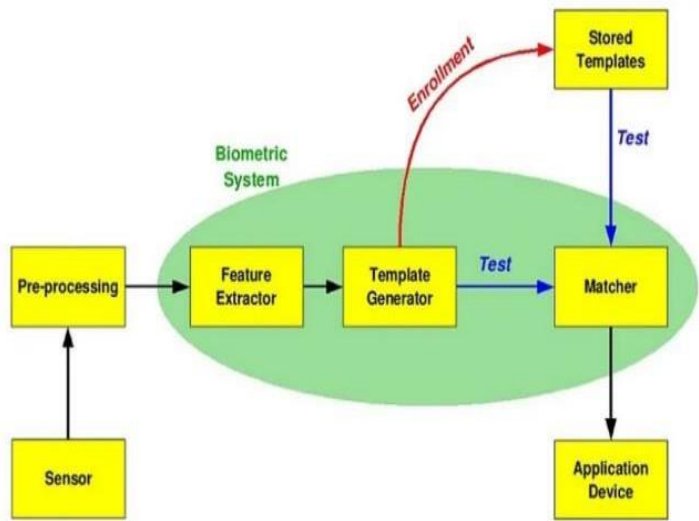 Stored
Templates
Enrollment
Test
Biometric
System
Pre-processing
Feature
Extractor
Template
Generator
Test
Matcher
Sensor
Application
Device